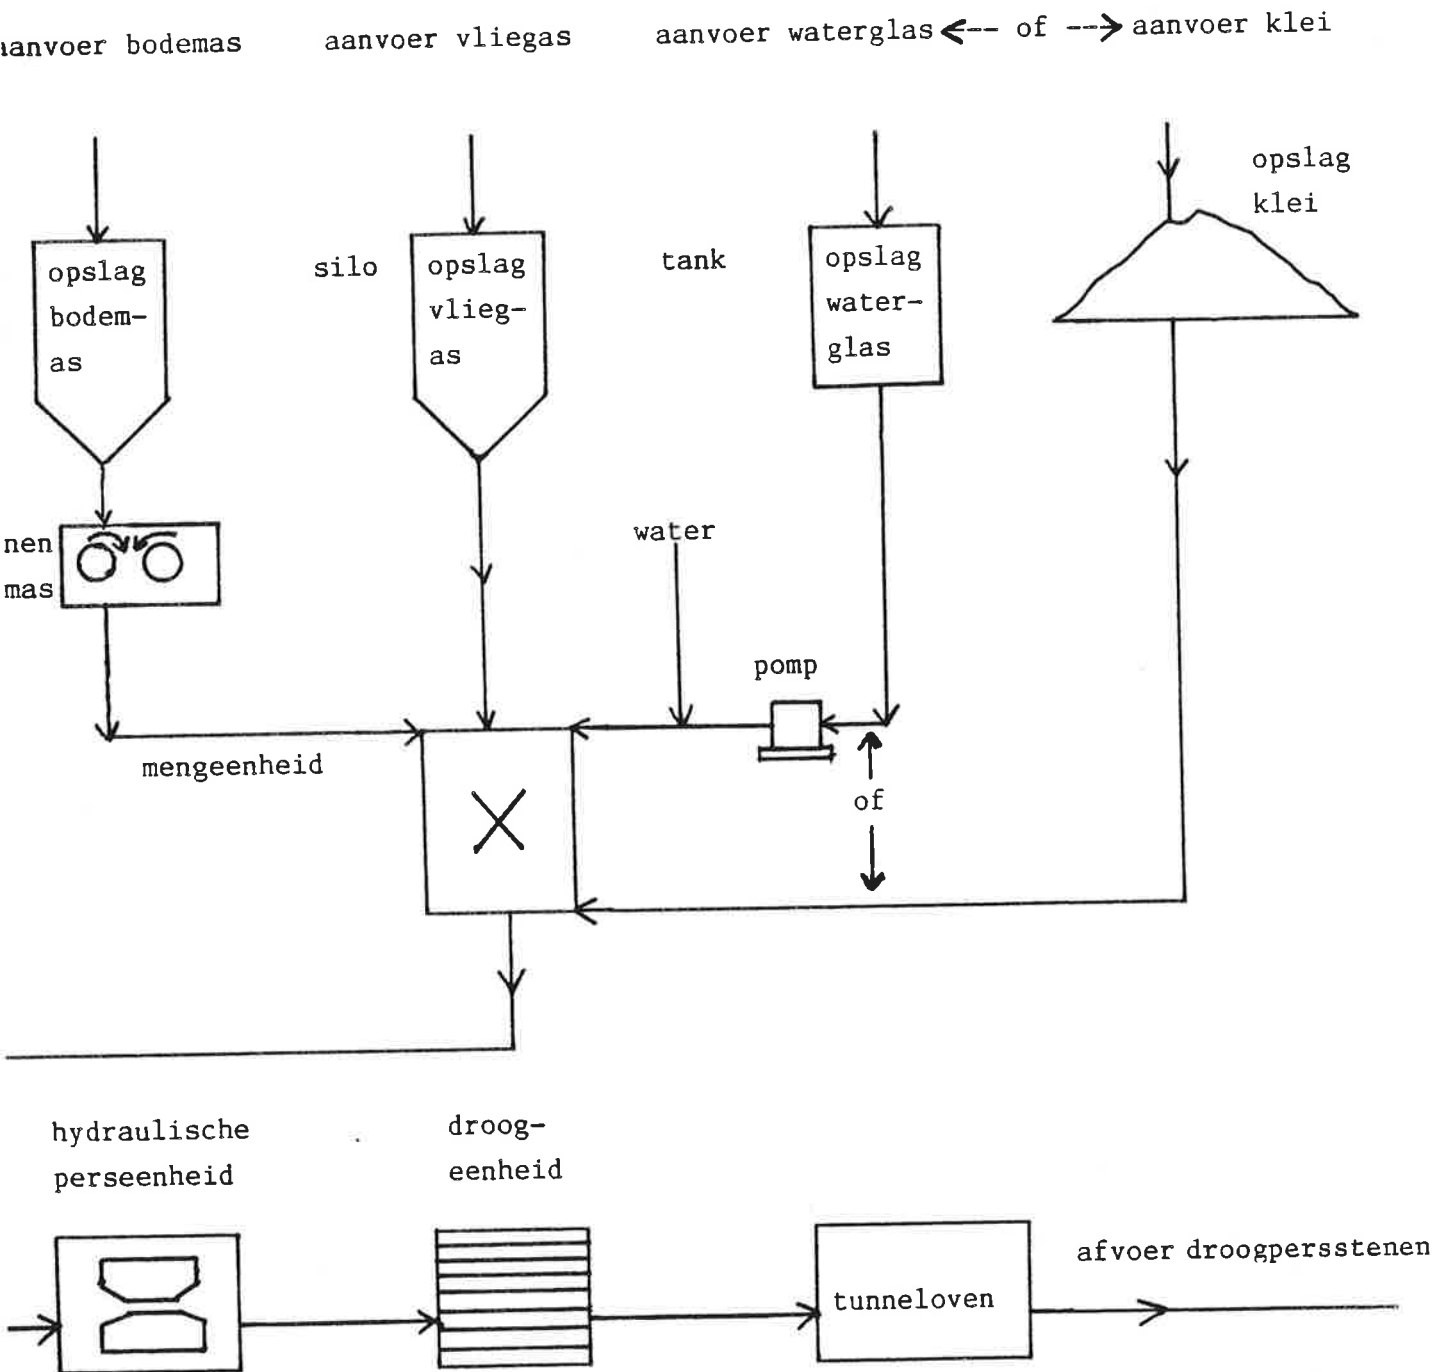 aanvoer bodemas
aanvoer vliegas
aanvoer waterglas <-- of --> aanvoer klei
opslag
klei
opslag
bodem-
as
silo
opslag
vlieg-
as
tank
opslag
water-
glas
nen
mas
water
pomp
mengeenheid
of
hydraulische
perseenheid
droog-
eenheid
tunneloven
afvoer droogpersstenen